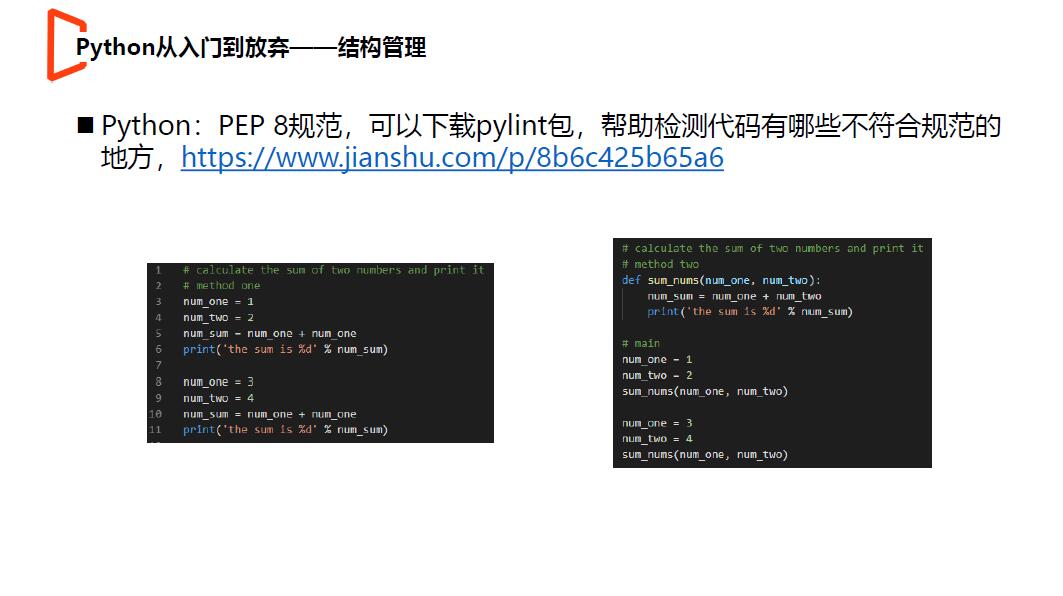 Python从入门到放弃——结构管理
■ Python：PEP 8规范，可以下载pylint包，帮助检测代码有哪些不符合规范的
地方，https://www.jianshu.com/p/8b6c425b65a6
1 # calculate the sum of two numbers and print it
2 # method one
3 num_one = 1
4 num_two = 2
5 num_sum = num_one + num_one
6 print('the sum is %d' % num_sum)
7
8 num_one = 3
9 num_two = 4
10 num_sum = num_one + num_one
11 print('the sum is %d' % num_sum)
# calculate the sum of two numbers and print it
# method two
def sum_nums(num_one, num_two):
    num_sum = num_one + num_two
    print('the sum is %d' % num_sum)
# main
num_one = 1
num_two = 2
sum_nums(num_one, num_two)
num_one = 3
num_two = 4
sum_nums(num_one, num_two)